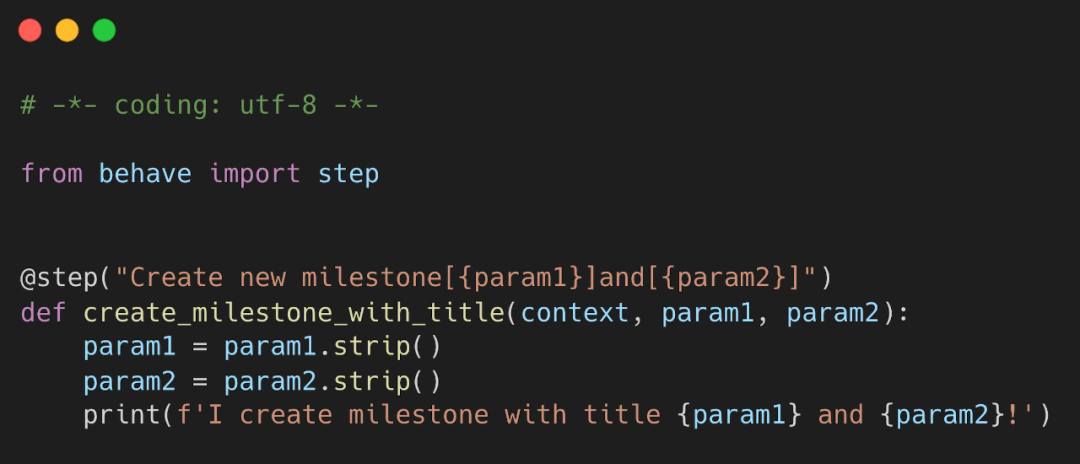 # -*- coding: utf-8 -*-
from behave import step
@step("Create new milestone[{param1}]and[{param2}]")
def create_milestone_with_title(context, param1, param2):
    param1 = param1.strip()
    param2 = param2.strip()
    print(f'I create milestone with title {param1} and {param2}!')